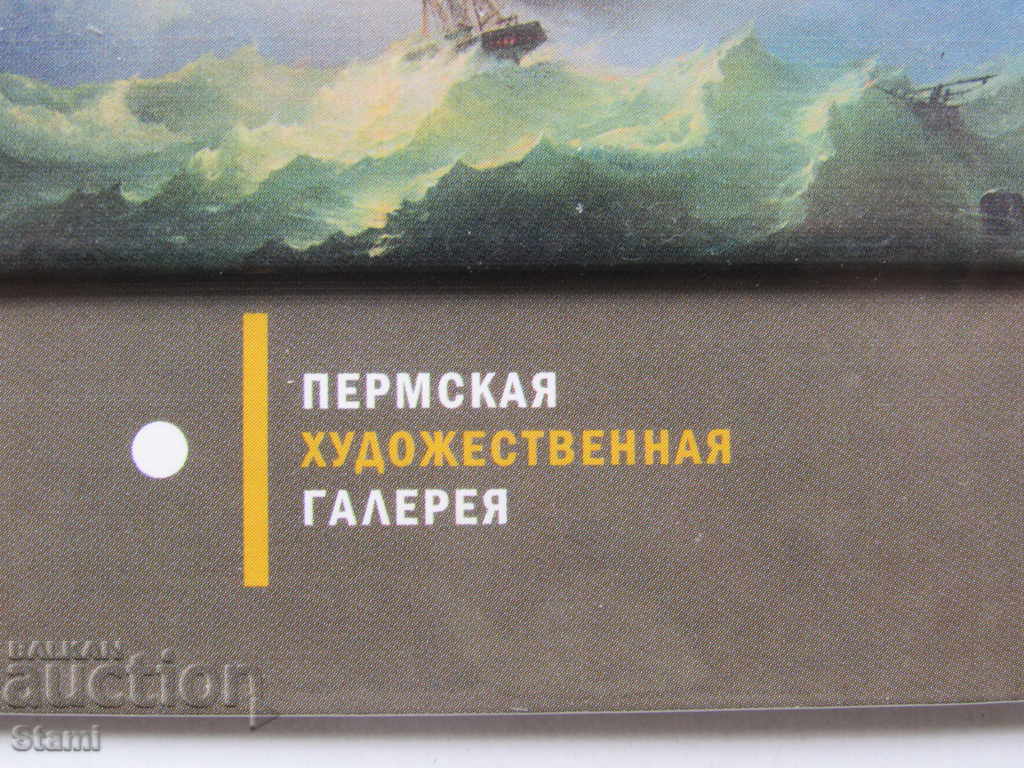 ПЕРМСКАЯ
ХУДОЖЕСТВЕННАЯ
ГАЛЕРЕЯ
BALKAN
auction
Stami